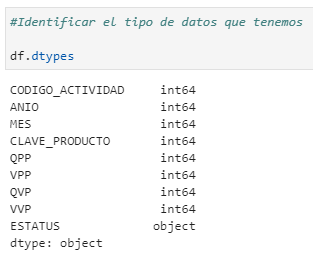 #Identificar el tipo de datos que tenemos
df.dtypes
CODIGO_ACTIVIDAD int64
ANIO int64
MES int64
CLAVE_PRODUCTO int64
QPP int64
VPP int64
QVP int64
VVP int64
ESTATUS object
dtype: object